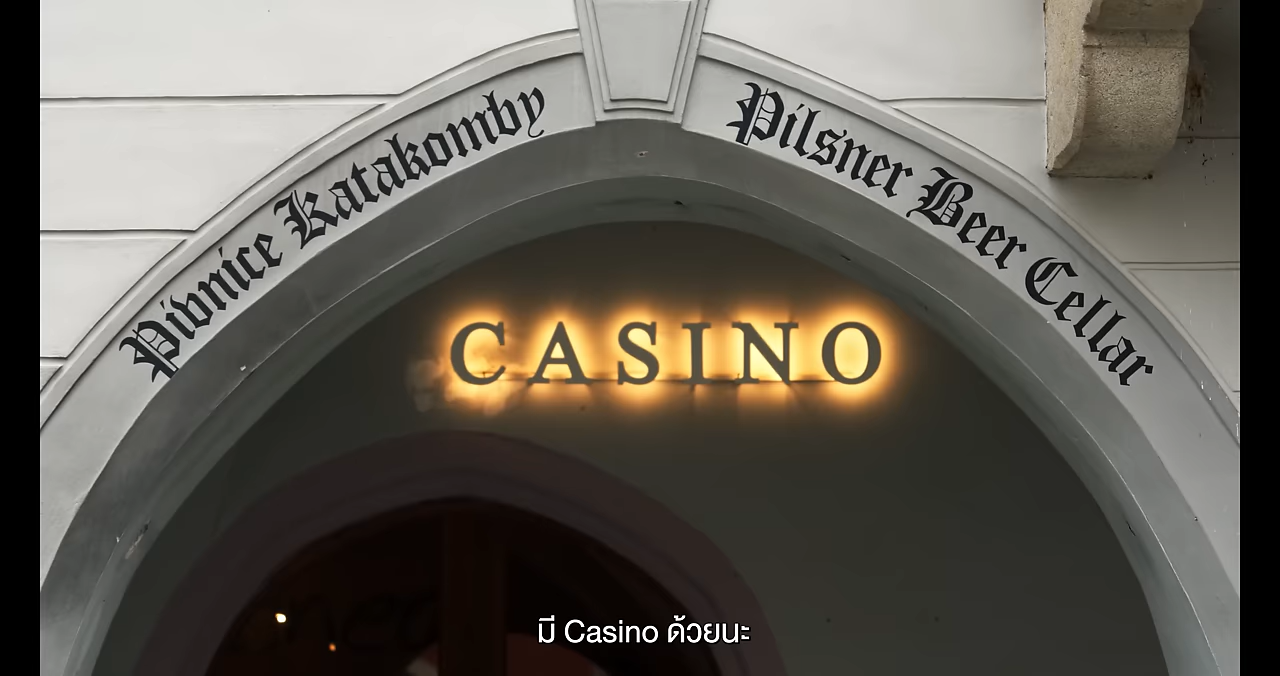 Pivnice Katakomby
Pilsner Beer Cellar
CASINO
มี Casino ด้วยนะ